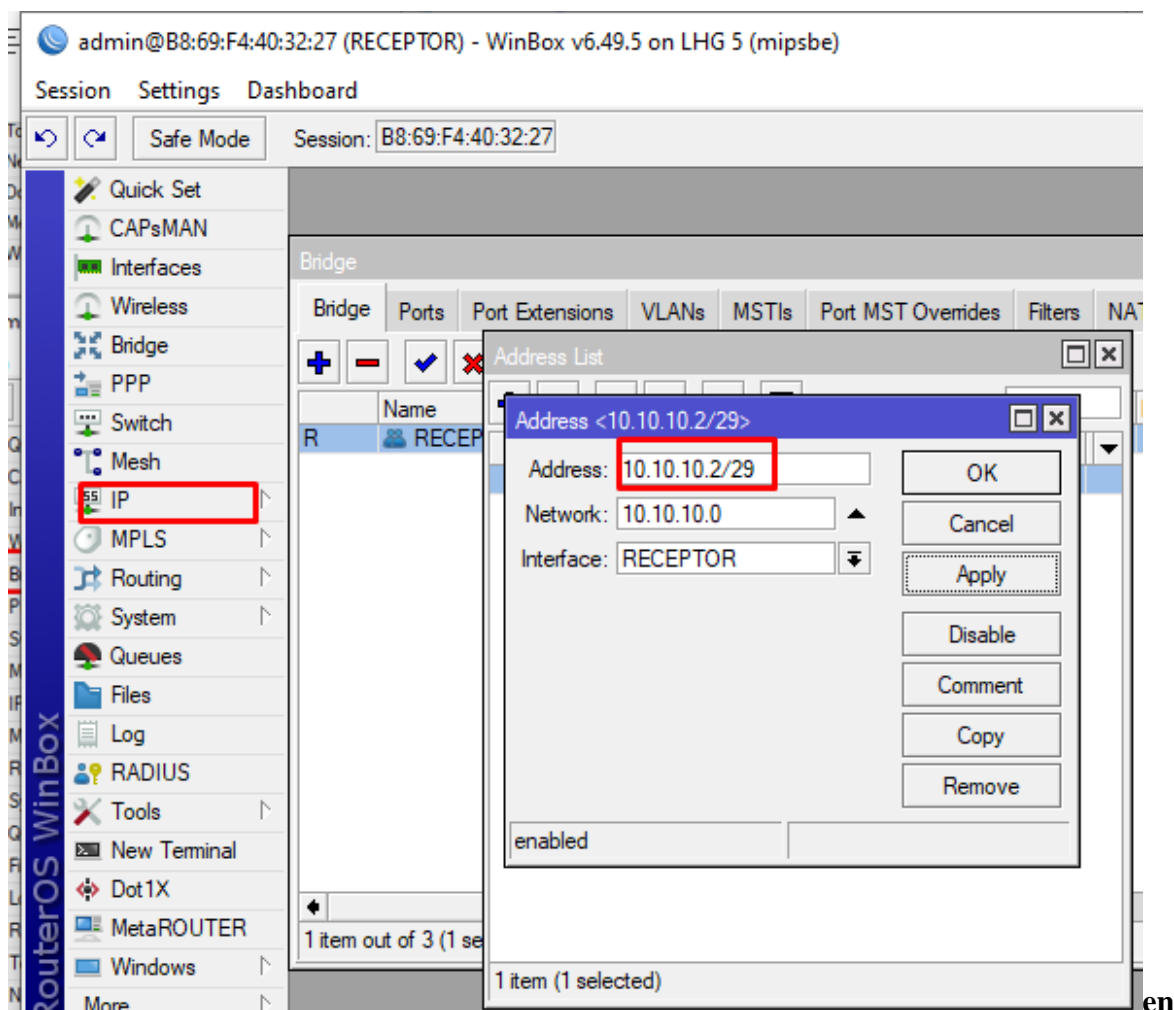 admin@B8:69:F4:40:32:27 (RECEPTOR) - WinBox v6.49.5 on LHG 5 (mipsbe)
Session Settings Dashboard
Safe Mode Session: B8:69:F4:40:32:27
Quick Set
CAPsMAN
Interfaces
Wireless
Bridge
PPP
Switch
Mesh
IP
MPLS
Routing
System
Queues
Files
Log
RADIUS
Tools
New Terminal
Dot1X
MetaROUTER
Windows
More
RouterOS WinBox
Bridge
Bridge Ports Port Extensions VLANs MSTIs Port MST Overrides Filters NAT
Name
R RECEP
1 item out of 3 (1 se
Address List
Address <10.10.10.2/29>
Address: 10.10.10.2/29
Network: 10.10.10.0
Interface: RECEPTOR
OK
Cancel
Apply
Disable
Comment
Copy
Remove
enabled
1 item (1 selected)
en